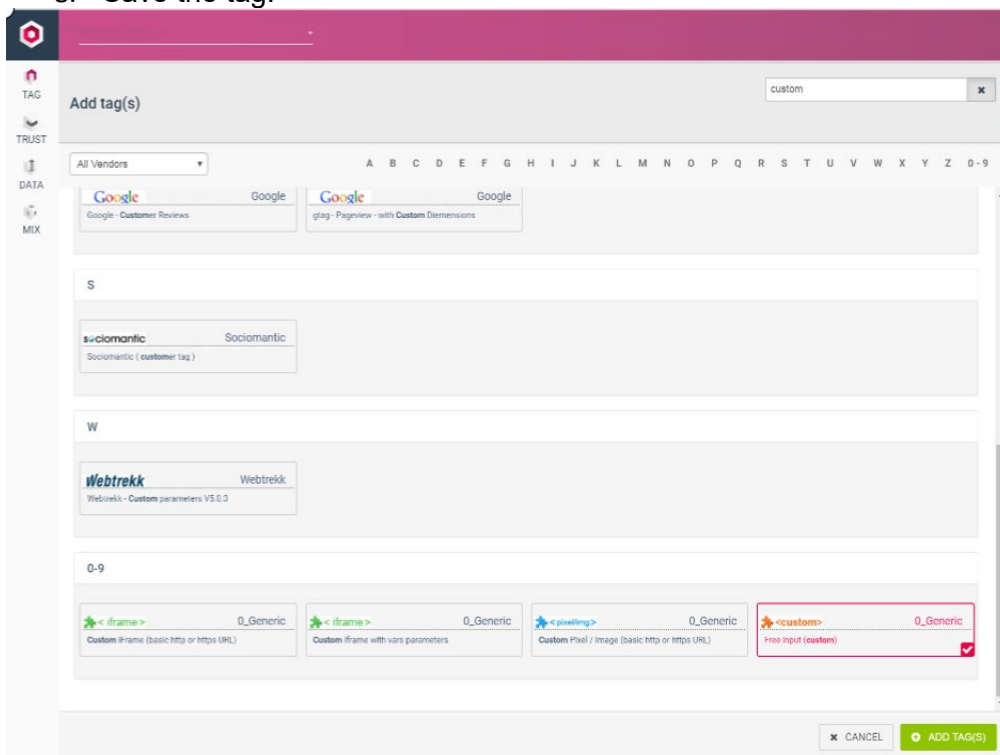 Save the tag.
TAG
TRUST
DATA
MIX
Add tag(s)
custom
All Vendors
A B C D E F G H I J K L M N O P Q R S T U V W X Y Z 0-9
Google Google
Google - Customer Reviews
Google Google
gtag - Pageview - with Custom Diemensions
S
sociomantic Sociomantic
Sociomantic ( customer tag )
W
Webtrekk Webtrekk
Webtrekk - Custom parameters V5.0.3
0-9
< iframe > 0_Generic
Custom IFrame (basic http or https URL)
< iframe > 0_Generic
Custom iframe with vars parameters
< pixel/img > 0_Generic
Custom Pixel / Image (basic http or https URL)
<custom> 0_Generic
Free Input (custom)
CANCEL
ADD TAG(S)